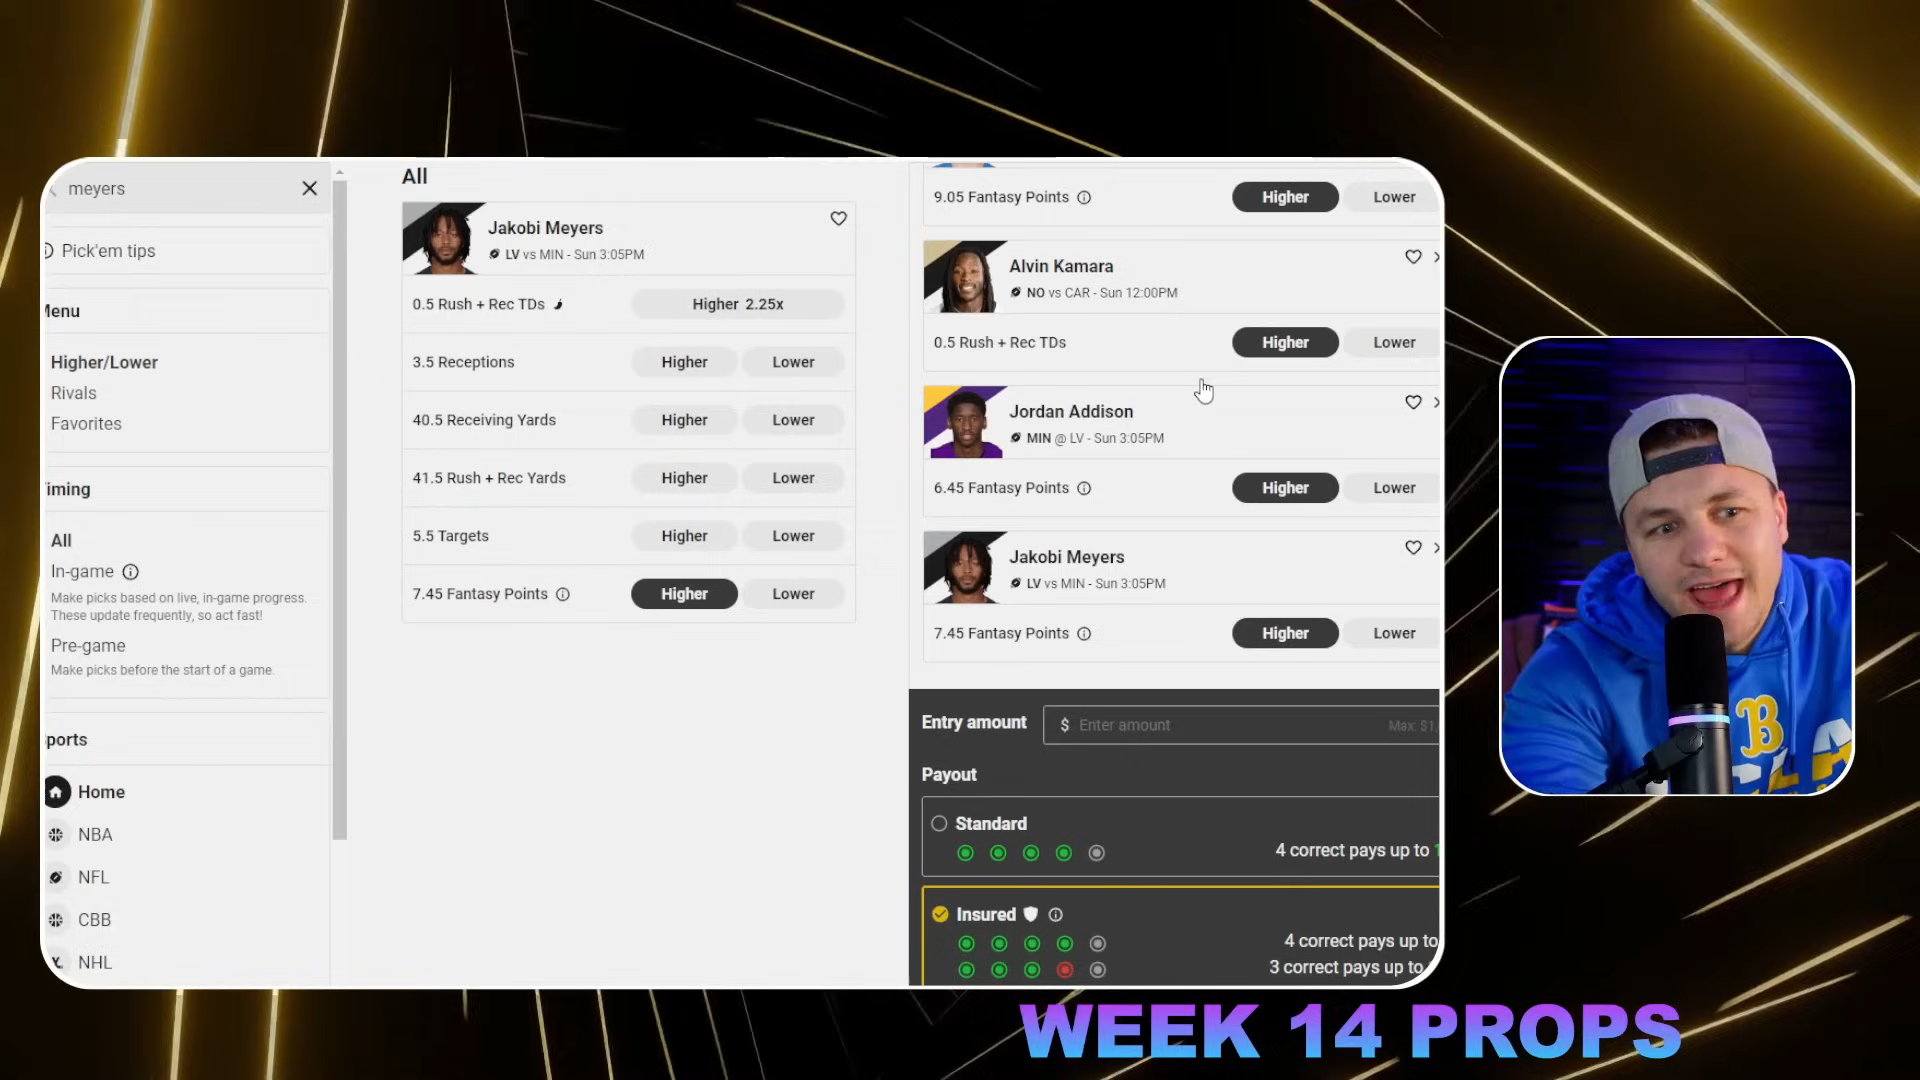 meyers
Pick'em tips
Menu
Higher/Lower
Rivals
Favorites
Timing
All
In-game
Make picks based on live, in-game progress.
These update frequently, so act fast!
Pre-game
Make picks before the start of a game.
Sports
Home
NBA
NFL
CBB
NHL
All
Jakobi Meyers
LV vs MIN - Sun 3:05PM
0.5 Rush + Rec TDs Higher 2.25x
3.5 Receptions Higher Lower
40.5 Receiving Yards Higher Lower
41.5 Rush + Rec Yards Higher Lower
5.5 Targets Higher Lower
7.45 Fantasy Points Higher Lower
9.05 Fantasy Points Higher Lower
Alvin Kamara
NO vs CAR - Sun 12:00PM
0.5 Rush + Rec TDs Higher Lower
Jordan Addison
MIN @ LV - Sun 3:05PM
6.45 Fantasy Points Higher Lower
Jakobi Meyers
LV vs MIN - Sun 3:05PM
7.45 Fantasy Points Higher Lower
Entry amount $ Enter amount Max: $1,
Payout
Standard
4 correct pays up to 1
Insured
4 correct pays up to
3 correct pays up to
B
WEEK 14 PROPS